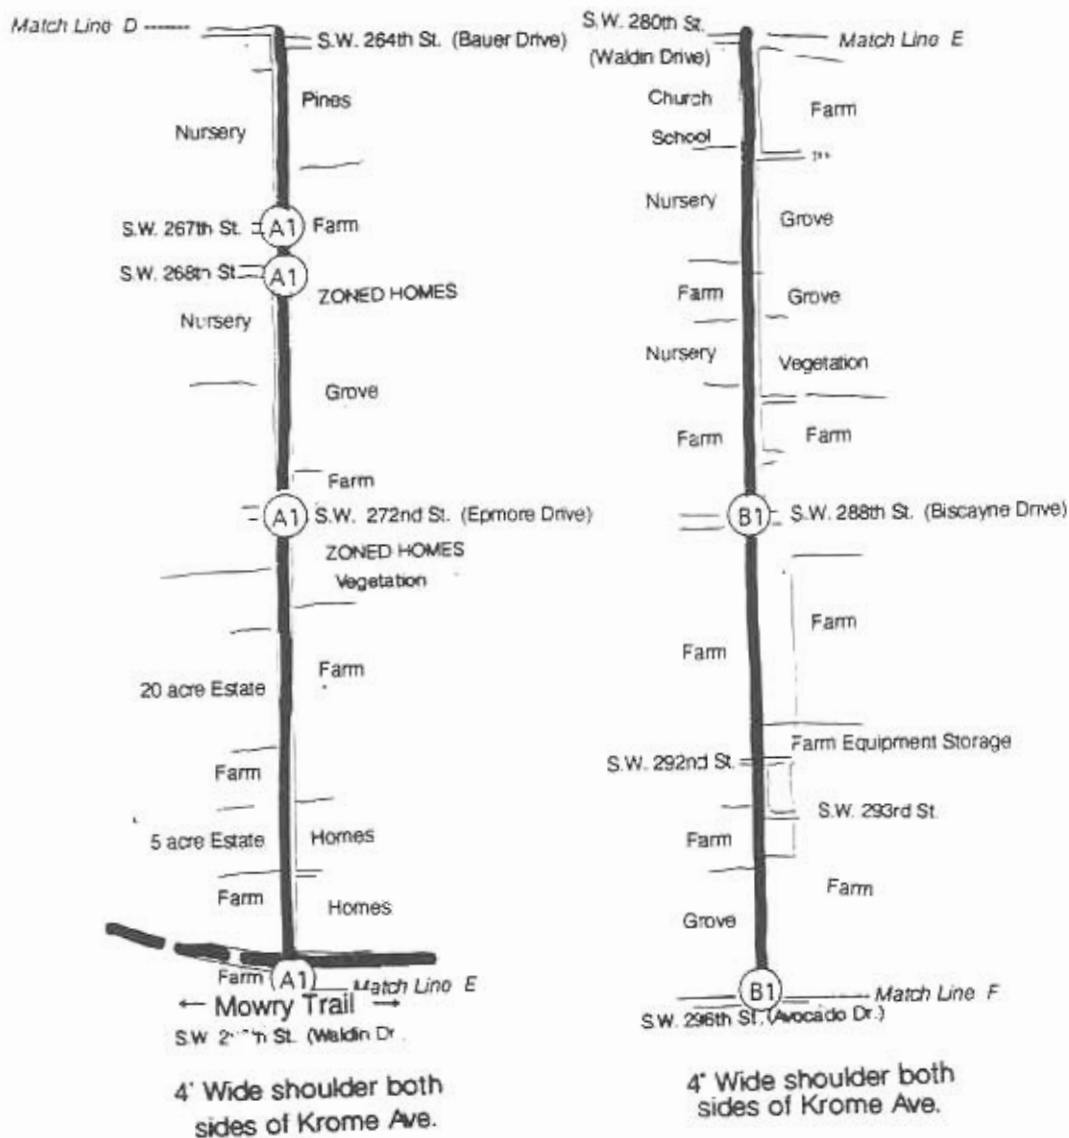 Match Line D
S.W. 264th St. (Bauer Drive)
Pines
Nursery
S.W. 267th St.
A1
Farm
S.W. 268th St.
A1
ZONED HOMES
Nursery
Grove
Farm
A1
S.W. 272nd St. (Epmore Drive)
ZONED HOMES
Vegetation
Farm
20 acre Estate
Farm
5 acre Estate
Homes
Farm
Homes
Farm
A1
Match Line E
← Mowry Trail →
S.W. St. (Waldin Dr.
4' Wide shoulder both
sides of Krome Ave.
S.W. 280th St.
Match Line E
(Waldin Drive)
Church
Farm
School
Nursery
Grove
Farm
Grove
Nursery
Vegetation
Farm
Farm
B1
S.W. 288th St. (Biscayne Drive)
Farm
Farm
Farm Equipment Storage
S.W. 292nd St.
S.W. 293rd St.
Farm
Farm
Grove
B1
Match Line F
S.W. 296th St. (Avocado Dr.)
4' Wide shoulder both
sides of Krome Ave.